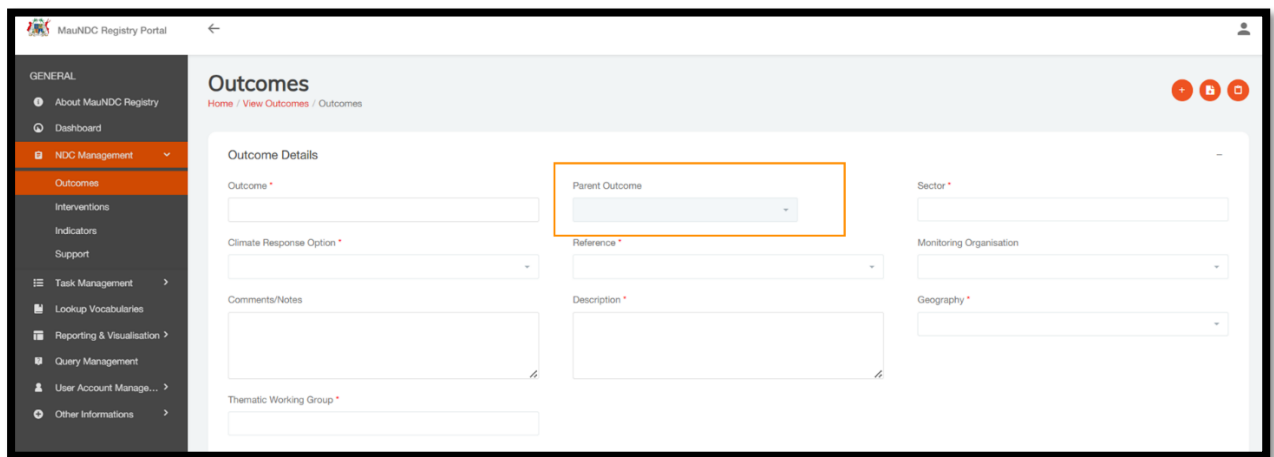 MauNDC Registry Portal
GENERAL
About MauNDC Registry
Dashboard
NDC Management
Outcomes
Interventions
Indicators
Support
Task Management
Lookup Vocabularies
Reporting & Visualisation
Query Management
User Account Manage...
Other Informations
Outcomes
Home / View Outcomes / Outcomes
Outcome Details
Outcome * Parent Outcome Sector *
Climate Response Option * Reference * Monitoring Organisation
Comments/Notes Description * Geography *
Thematic Working Group *